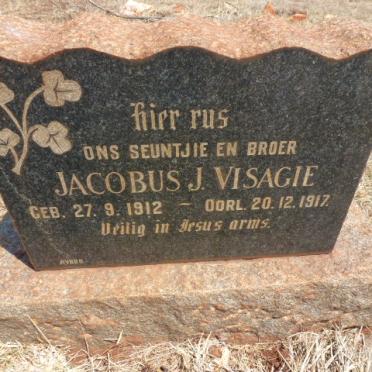 Hier rus
ONS SEUNTJIE EN BROER
JACOBUS J. VISAGIE
GEB. 27. 9. 1912 – OORL. 20. 12. 1917.
Veilig in Jesus arms.